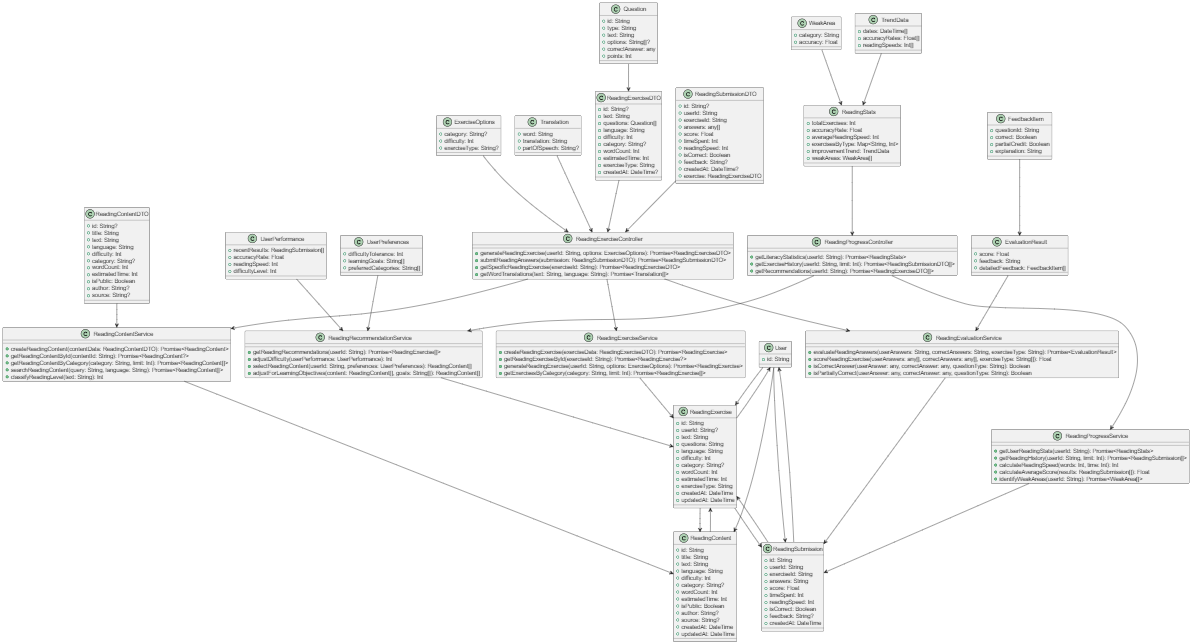 Question
id: String
type: String
text: String
options: String[]?
correctAnswer: any
points: Int
WeakArea
category: String
accuracy: Float
TrendData
dates: DateTime[]
accuracyRates: Float[]
readingSpeeds: Int[]
ExerciseOptions
category: String?
difficulty: Int
exerciseType: String?
Translation
word: String
translation: String
partOfSpeech: String?
ReadingExerciseDTO
id: String?
text: String
questions: Question[]
language: String
difficulty: Int
category: String?
wordCount: Int
estimatedTime: Int
exerciseType: String
createdAt: DateTime?
ReadingSubmissionDTO
id: String?
userId: String
exerciseId: String
answers: any[]
score: Float
timeSpent: Int
readingSpeed: Int
isCorrect: Boolean
feedback: String?
createdAt: DateTime?
exercise: ReadingExerciseDTO
ReadingStats
totalExercises: Int
accuracyRate: Float
averageReadingSpeed: Int
exercisesByType: Map<String, Int>
improvementTrend: TrendData
weakAreas: WeakArea[]
FeedbackItem
questionId: String
correct: Boolean
partialCredit: Boolean
explanation: String
ReadingContentDTO
id: String?
title: String
text: String
language: String
difficulty: Int
category: String?
wordCount: Int
estimatedTime: Int
isPublic: Boolean
author: String?
source: String?
UserPerformance
recentResults: ReadingSubmission[]
accuracyRate: Float
readingSpeed: Int
difficultyLevel: Int
UserPreferences
difficultyTolerance: Int
learningGoals: String[]
preferredCategories: String[]
ReadingExerciseController
generateReadingExercise(userId: String, options: ExerciseOptions): Promise<ReadingExerciseDTO>
submitReadingAnswers(submission: ReadingSubmissionDTO): Promise<ReadingSubmissionDTO>
getSpecificReadingExercise(exerciseId: String): Promise<ReadingExerciseDTO>
getWordTranslations(text: String, language: String): Promise<Translation[]>
ReadingProgressController
getLiteracyStatistics(userId: String): Promise<ReadingStats>
getExerciseHistory(userId: String, limit: Int): Promise<ReadingSubmissionDTO[]>
getRecommendations(userId: String): Promise<ReadingExerciseDTO[]>
EvaluationResult
score: Float
feedback: String
detailedFeedback: FeedbackItem[]
ReadingContentService
createReadingContent(contentData: ReadingContentDTO): Promise<ReadingContent>
getReadingContentById(contentId: String): Promise<ReadingContent?>
getReadingContentByCategory(category: String, limit: Int): Promise<ReadingContent[]>
searchReadingContent(query: String, language: String): Promise<ReadingContent[]>
classifyReadingLevel(text: String): Int
ReadingRecommendationService
getReadingRecommendations(userId: String): Promise<ReadingExercise[]>
adjustDifficulty(userPerformance: UserPerformance): Int
selectReadingContent(userId: String, preferences: UserPreferences): ReadingContent[]
adjustForLearningObjectives(content: ReadingContent[], goals: String[]): ReadingContent[]
ReadingExerciseService
createReadingExercise(exerciseData: ReadingExerciseDTO): Promise<ReadingExercise>
getReadingExerciseById(exerciseId: String): Promise<ReadingExercise?>
generateReadingExercise(userId: String, options: ExerciseOptions): Promise<ReadingExercise>
getExercisesByCategory(category: String, limit: Int): Promise<ReadingExercise[]>
User
id: String
ReadingEvaluationService
evaluateReadingAnswers(userAnswers: String, correctAnswers: String, exerciseType: String): Promise<EvaluationResult>
scoreReadingExercise(userAnswers: any[], correctAnswers: any[], exerciseType: String[]): Float
isCorrect(userAnswer: any, correctAnswer: any, questionType: String): Boolean
isPartiallyCorrect(userAnswer: any, correctAnswer: any, questionType: String): Boolean
ReadingExercise
id: String
userId: String?
text: String
questions: String
language: String
difficulty: Int
category: String?
wordCount: Int
estimatedTime: Int
exerciseType: String
createdAt: DateTime
updatedAt: DateTime
ReadingProgressService
getUserReadingStats(userId: String): Promise<ReadingStats>
getReadingHistory(userId: String, limit: Int): Promise<ReadingSubmission[]>
calculateReadingSpeed(words: Int, time: Int): Int
calculateAverageScore(results: ReadingSubmission[]): Float
identifyWeakAreas(userId: String): Promise<WeakArea[]>
ReadingContent
id: String
title: String
text: String
language: String
difficulty: Int
category: String?
wordCount: Int
estimatedTime: Int
isPublic: Boolean
author: String?
source: String?
createdAt: DateTime
updatedAt: DateTime
ReadingSubmission
id: String
userId: String
exerciseId: String
answers: String
score: Float
timeSpent: Int
readingSpeed: Int
isCorrect: Boolean
feedback: String?
createdAt: DateTime